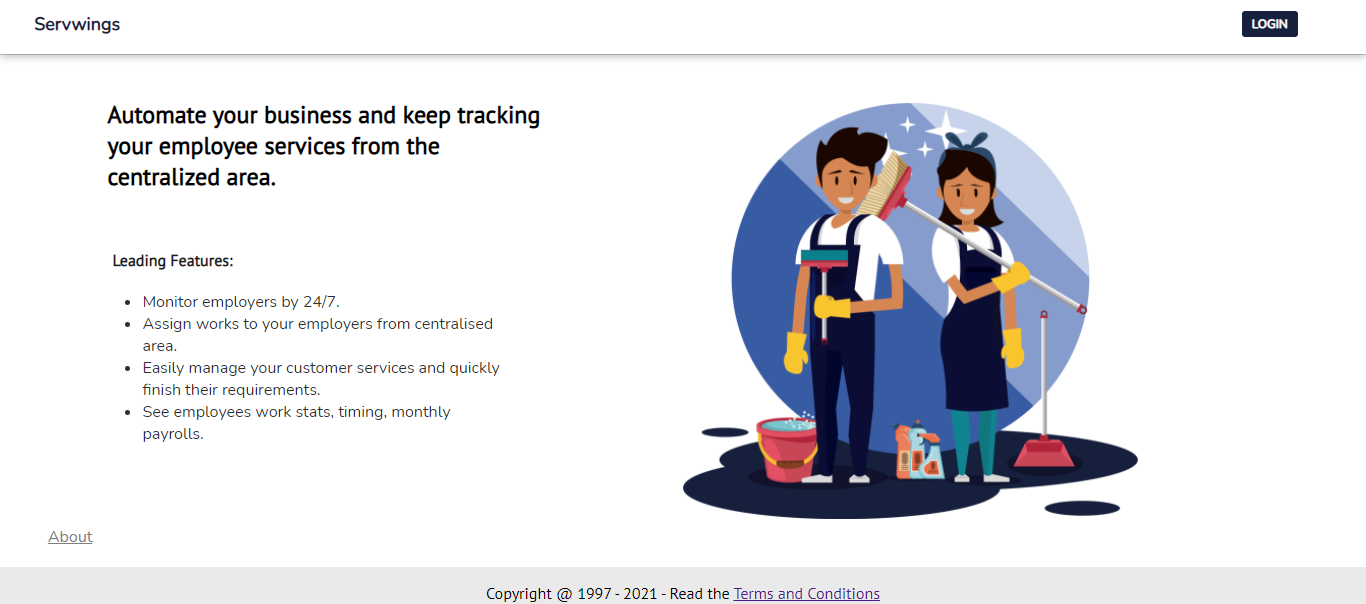 Servwings
LOGIN
Automate your business and keep tracking
your employee services from the
centralized area.
Leading Features:
• Monitor employers by 24/7.
• Assign works to your employers from centralised
area.
• Easily manage your customer services and quickly
finish their requirements.
• See employees work stats, timing, monthly
payrolls.
About
Copyright @ 1997 - 2021 - Read the Terms and Conditions